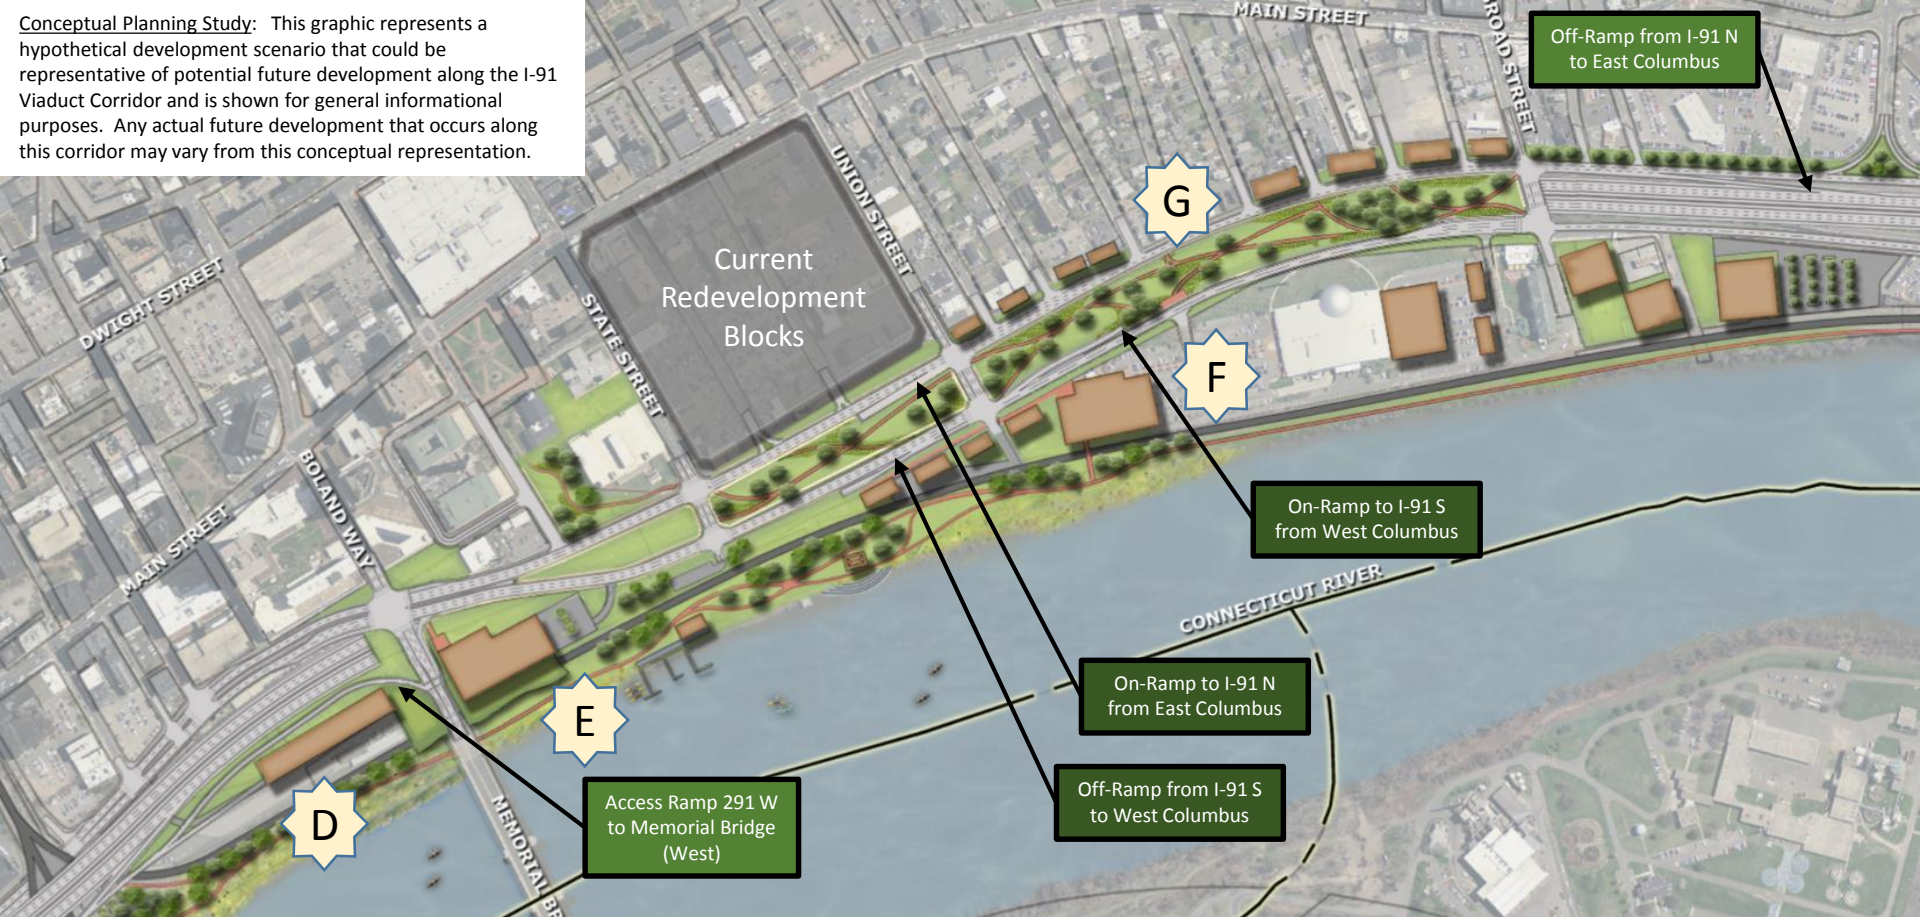 Conceptual Planning Study: This graphic represents a
hypothetical development scenario that could be
representative of potential future development along the I-91
Viaduct Corridor and is shown for general informational
purposes. Any actual future development that occurs along
this corridor may vary from this conceptual representation.
MAIN STREET
BROAD STREET
Off-Ramp from I-91 N
to East Columbus
UNION STREET
G
Current
Redevelopment
Blocks
DWIGHT STREET
STATE STREET
F
BOLAND WAY
MAIN STREET
On-Ramp to I-91 S
from West Columbus
CONNECTICUT RIVER
On-Ramp to I-91 N
from East Columbus
E
Off-Ramp from I-91 S
to West Columbus
Access Ramp 291 W
to Memorial Bridge
(West)
D
MEMORIAL BR